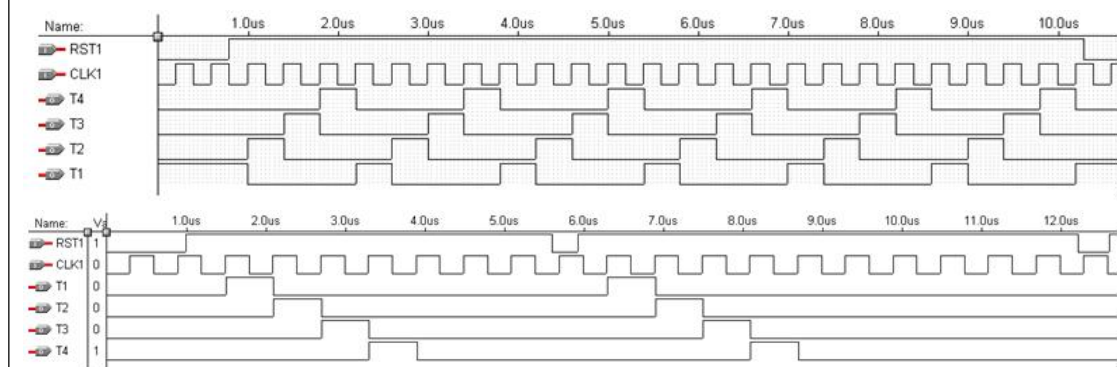 Name: 1.0us 2.0us 3.0us 4.0us 5.0us 6.0us 7.0us 8.0us 9.0us 10.0us
RST1
CLK1
T4
T3
T2
T1
Name: 1.0us 2.0us 3.0us 4.0us 5.0us 6.0us 7.0us 8.0us 9.0us 10.0us 11.0us 12.0us
RST1 1
CLK1 0
T1 0
T2 0
T3 0
T4 1